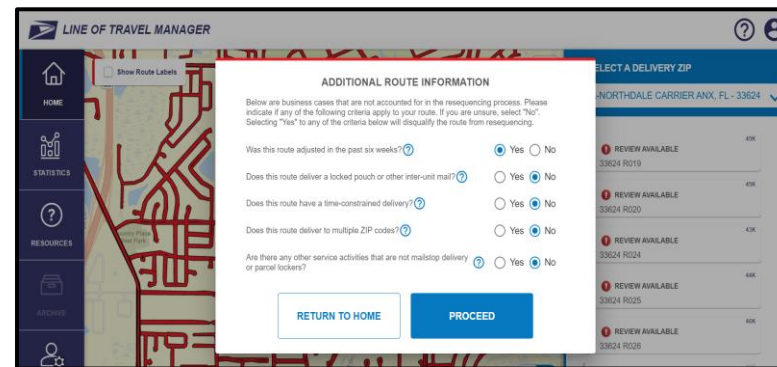 LINE OF TRAVEL MANAGER
Show Route Labels
HOME
STATISTICS
RESOURCES
ARCHIVE
ELECT A DELIVERY ZIP
-NORTHDALE CARRIER ANX, FL - 33624
ADDITIONAL ROUTE INFORMATION
Below are business cases that are not accounted for in the resequencing process. Please
indicate if any of the following criteria apply to your route. If you are unsure, select "No".
Selecting "Yes" to any of the criteria below will disqualify the route from resequencing.
Was this route adjusted in the past six weeks? Yes No
Does this route deliver a locked pouch or other inter-unit mail? Yes No
Does this route have a time-constrained delivery? Yes No
Does this route deliver to multiple ZIP codes? Yes No
Are there any other service activities that are not mailstop delivery
or parcel lockers? Yes No
RETURN TO HOME PROCEED
45K
REVIEW AVAILABLE
33624 R019
45K
REVIEW AVAILABLE
33624 R020
43K
REVIEW AVAILABLE
33624 R024
44K
REVIEW AVAILABLE
33624 R025
46K
REVIEW AVAILABLE
33624 R026